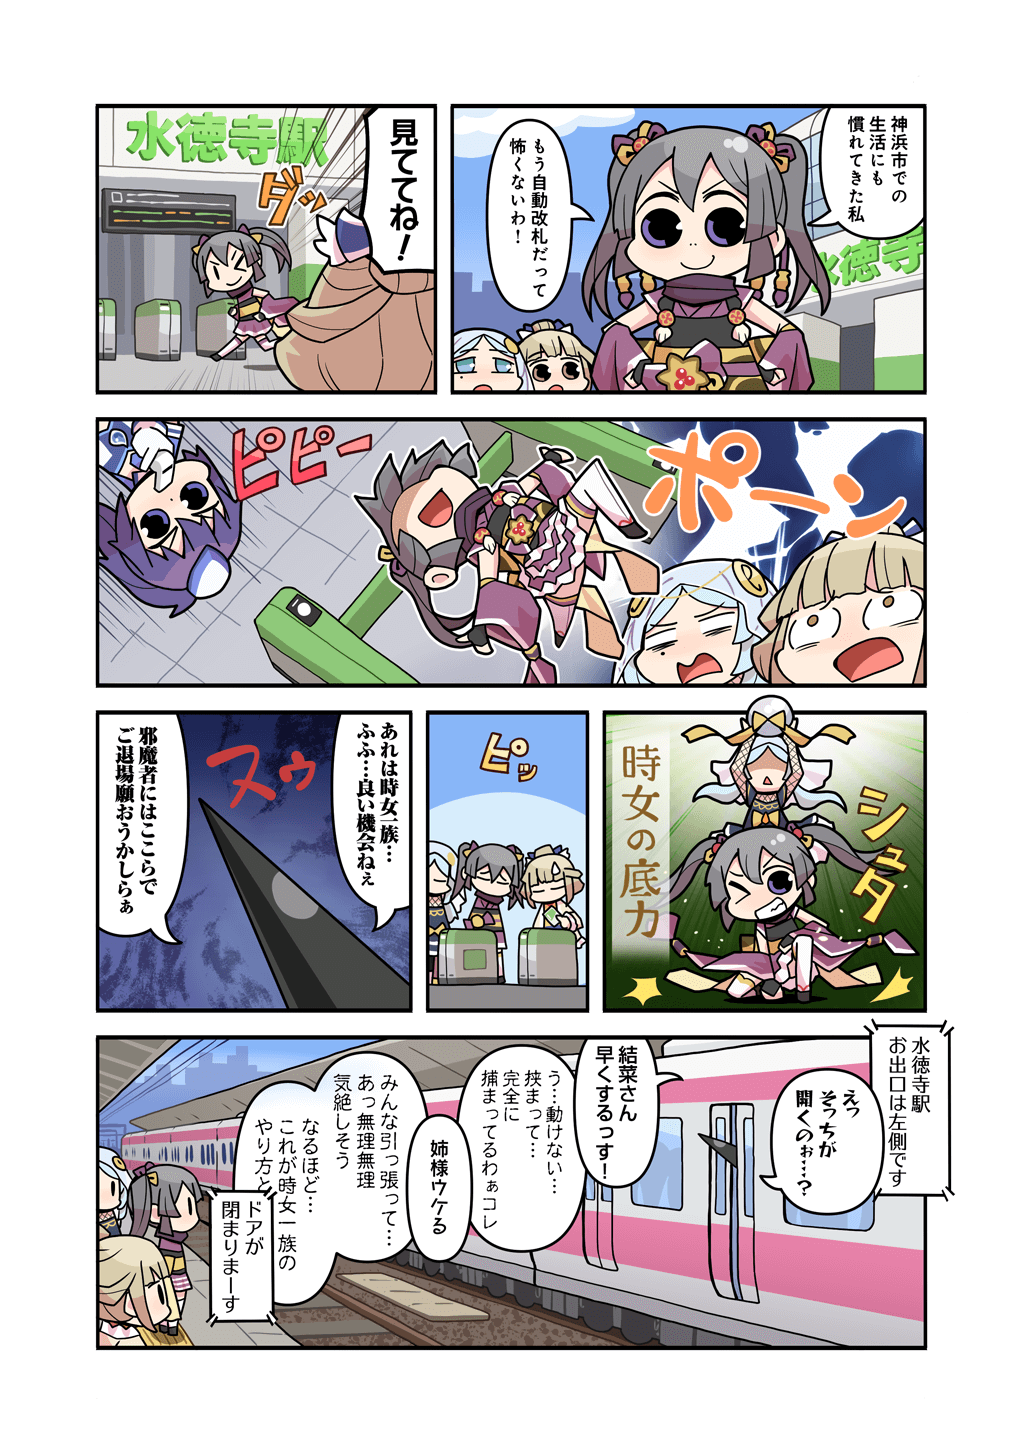 神浜市での
生活にも
慣れてきた私
もう自動改札だって
怖くないわ！
水徳寺
見ててね！
水徳寺駅
ダッ
ポーン
ピピー
シュタ
時女の底力
ピッ
あれは時女一族…
ふふ…良い機会ねぇ
ヌゥ
邪魔者にはここらで
ご退場願おうかしらぁ
水徳寺駅
お出口は左側です
えっ
そっちが
開くのぉ…？
結菜さん
早くするっす！
う…動けない…
挟まって…
完全に
捕まってるわぁコレ
姉様ウケる
みんな引っ張って…
あっ無理無理
気絶しそう
なるほど…
これが時女一族の
やり方と
ドアが
閉まりまーす